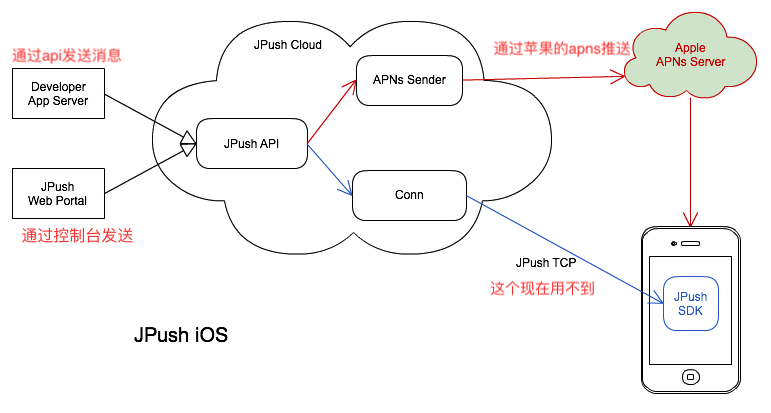 通过api发送消息
JPush Cloud
通过苹果的apns推送
Apple
APNs Server
Developer
App Server
APNs Sender
JPush API
JPush
Web Portal
Conn
通过控制台发送
JPush TCP
这个现在用不到
JPush
SDK
JPush iOS